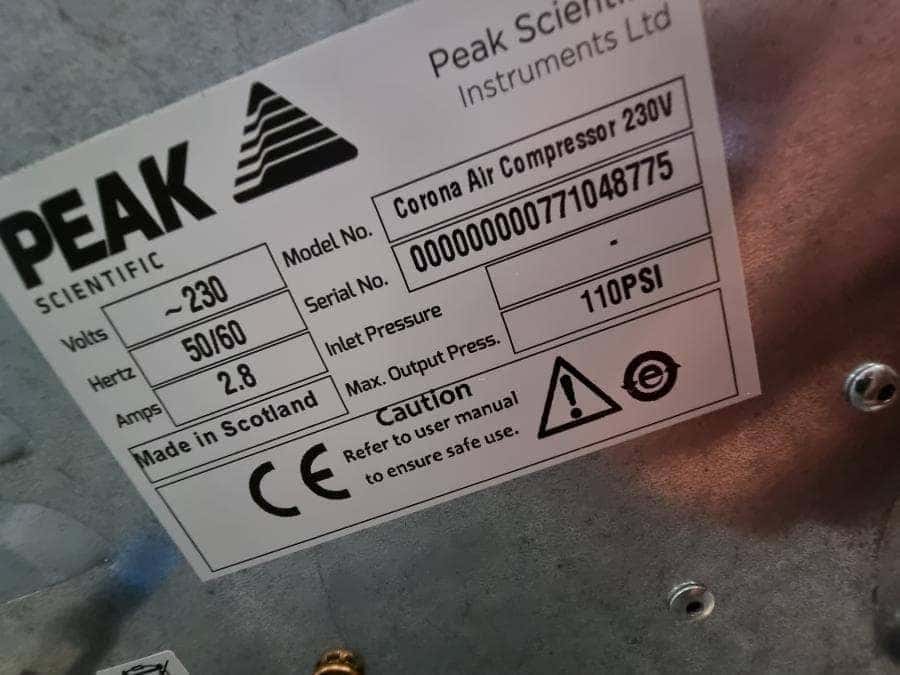 PEAK
SCIENTIFIC
Peak Scientific
Instruments Ltd
Model No. Corona Air Compressor 230V
Serial No. 000000000771048775
Volts ~230
Inlet Pressure -
Hertz 50/60
Max. Output Press. 110PSI
Amps 2.8
Made in Scotland
CE
Caution
Refer to user manual
to ensure safe use.
e